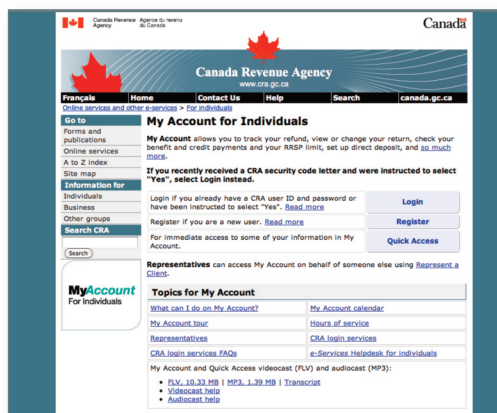 Canada Revenue Agence du revenu
Agency du Canada
Canada
Canada Revenue Agency
www.cra.gc.ca
Français Home Contact Us Help Search canada.gc.ca
Online services and other e-services > For individuals
Go to
Forms and
publications
Online services
A to Z index
Site map
Information for
Individuals
Business
Other groups
Search CRA
Search
MyAccount
For Individuals
My Account for Individuals
My Account allows you to track your refund, view or change your return, check your
benefit and credit payments and your RRSP limit, set up direct deposit, and so much
more.
If you recently received a CRA security code letter and were instructed to select
"Yes", select Login instead.
Login if you already have a CRA user ID and password or
have been instructed to select "Yes". Read more
Login
Register if you are a new user. Read more
Register
For immediate access to some of your information in My
Account.
Quick Access
Representatives can access My Account on behalf of someone else using Represent a
Client.
Topics for My Account
What can I do on My Account? My Account calendar
My Account tour Hours of service
Representatives CRA login services
CRA login services FAQs e-Services Helpdesk for individuals
My Account and Quick Access videocast (FLV) and audiocast (MP3):
• FLV, 10.33 MB | MP3, 1.39 MB | Transcript
• Videocast help
• Audiocast help